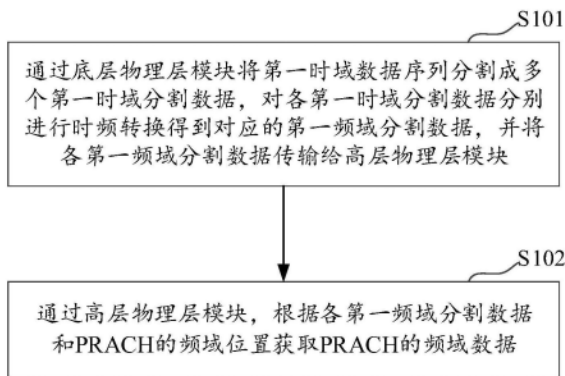 S101
通过底层物理层模块将第一时域数据序列分割成多
个第一时域分割数据，对各第一时域分割数据分别
进行时频转换得到对应的第一频域分割数据，并将
各第一频域分割数据传输给高层物理层模块
S102
通过高层物理层模块，根据各第一频域分割数据
和PRACH的频域位置获取PRACH的频域数据